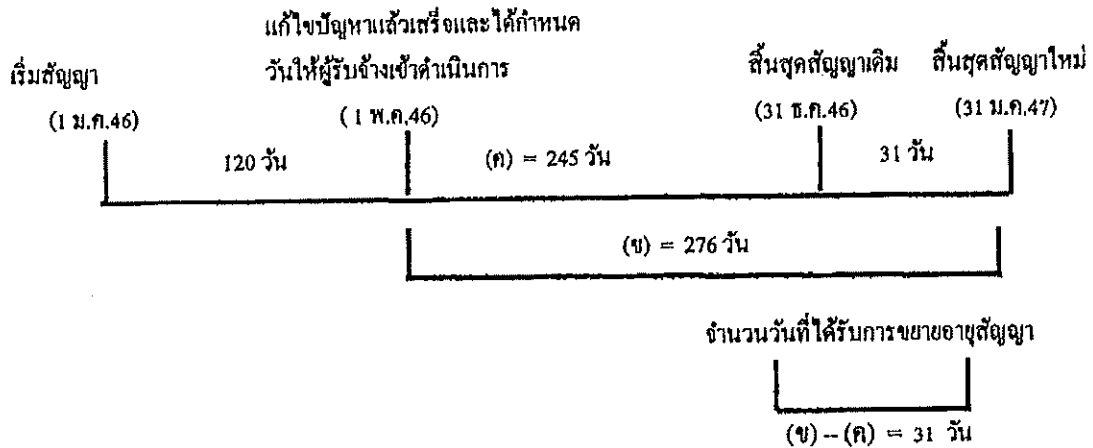 แก้ไขปัญหาแล้วเสร็จและได้กำหนด
วันให้ผู้รับจ้างเข้าดำเนินการ
เริ่มสัญญา
สิ้นสุดสัญญาเดิม
สิ้นสุดสัญญาใหม่
(1 ม.ค.46)
( 1 พ.ค.46)
(31 ธ.ค.46)
(31 ม.ค.47)
120 วัน
(ค) = 245 วัน
31 วัน
(ข) = 276 วัน
จำนวนวันที่ได้รับการขยายอายุสัญญา
(ข) -- (ค) = 31 วัน